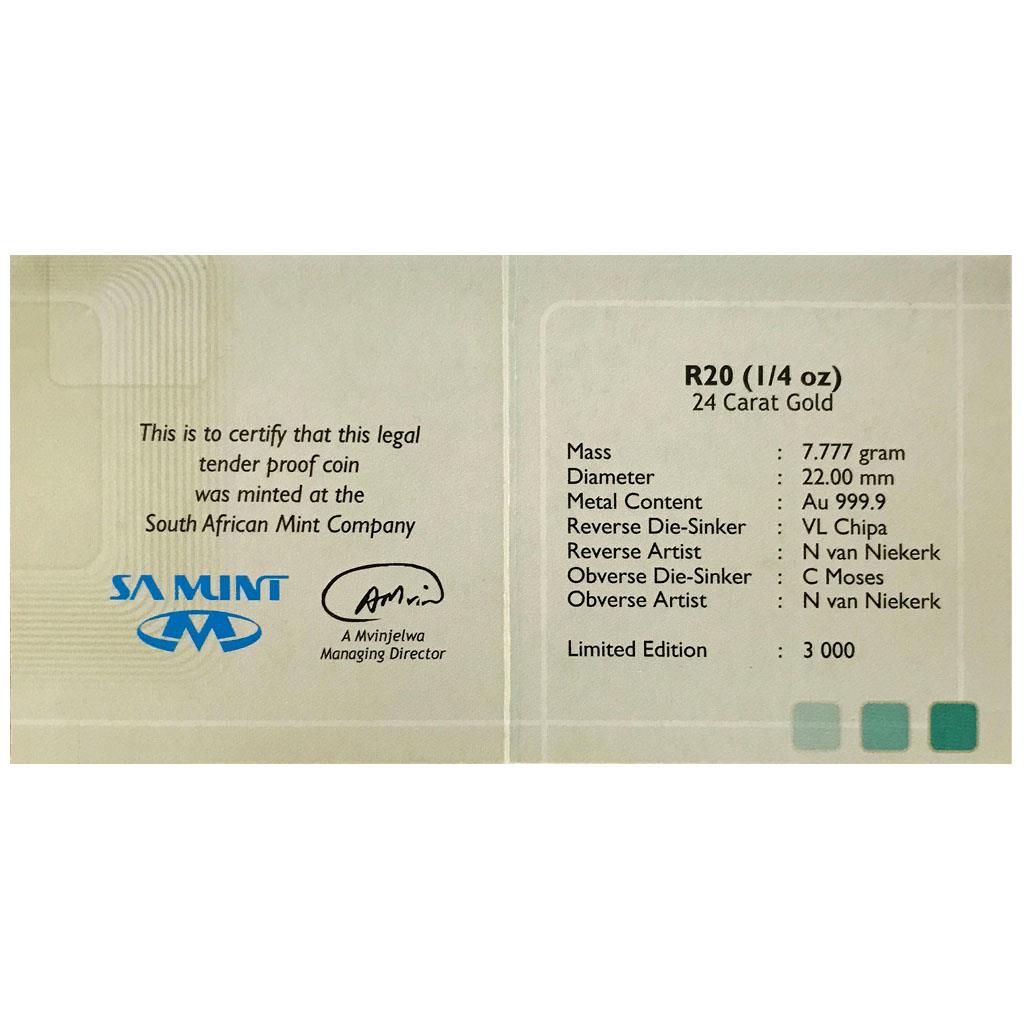 This is to certify that this legal
tender proof coin
was minted at the
South African Mint Company
SA MINT
AMvin
A Mvinjelwa
Managing Director
R20 (1/4 oz)
24 Carat Gold
Mass : 7.777 gram
Diameter : 22.00 mm
Metal Content : Au 999.9
Reverse Die-Sinker : VL Chipa
Reverse Artist : N van Niekerk
Obverse Die-Sinker : C Moses
Obverse Artist : N van Niekerk
Limited Edition : 3 000